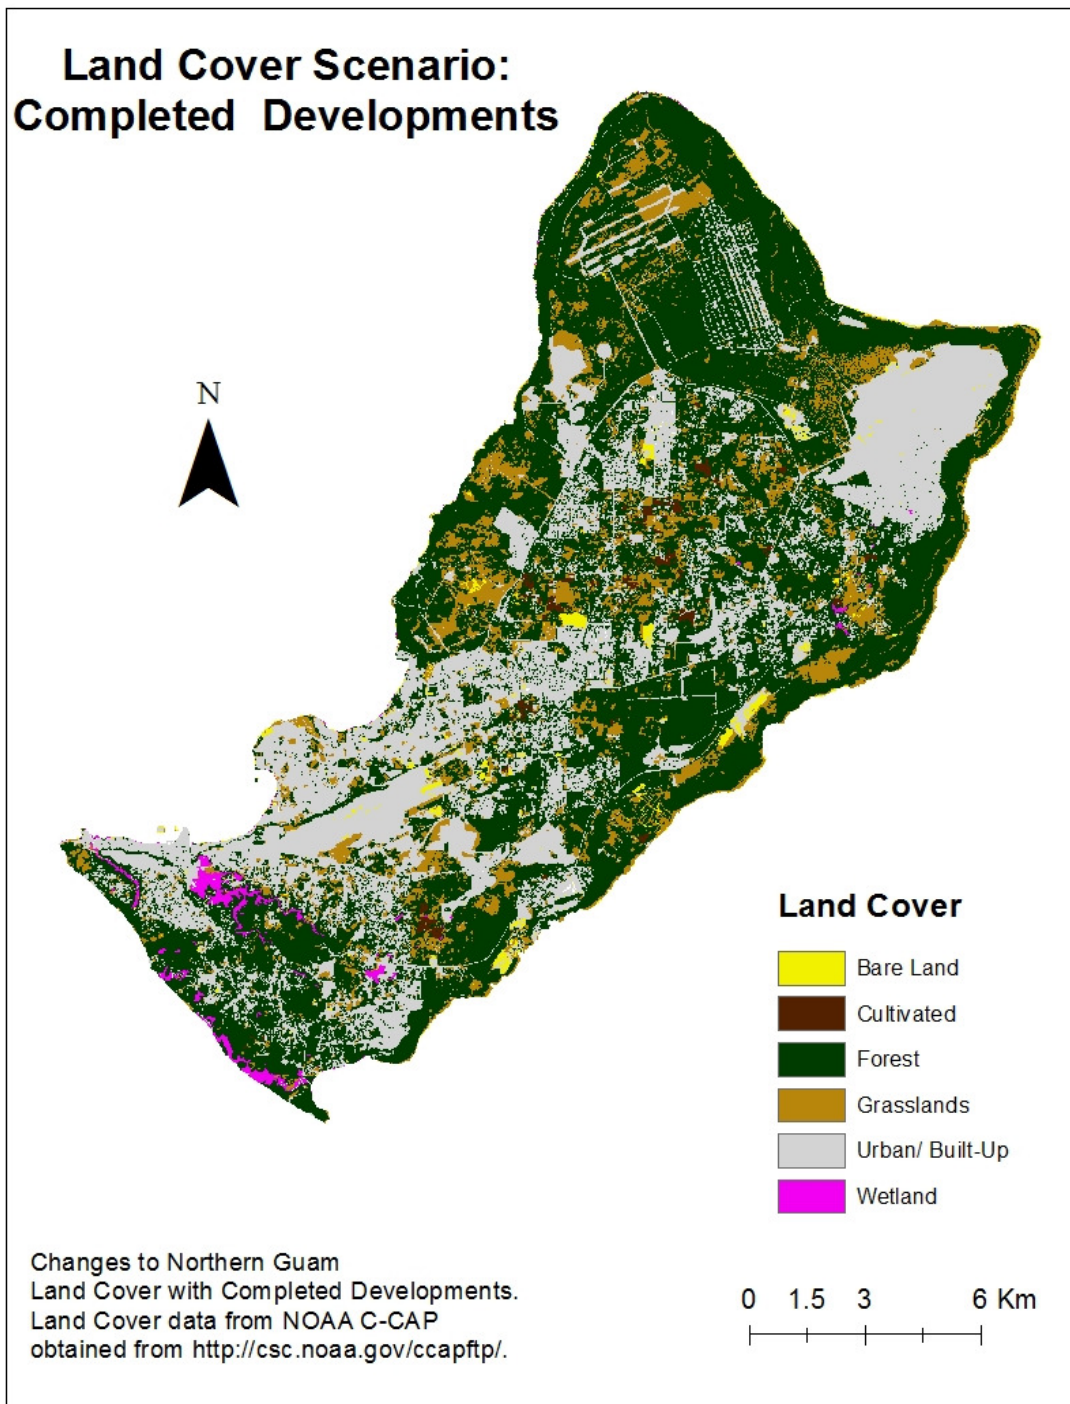 Land Cover Scenario:
Completed Developments
N
Land Cover
Bare Land
Cultivated
Forest
Grasslands
Urban/ Built-Up
Wetland
Changes to Northern Guam
Land Cover with Completed Developments.
Land Cover data from NOAA C-CAP
obtained from http://csc.noaa.gov/ccapftp/.
0 1.5 3 6 Km